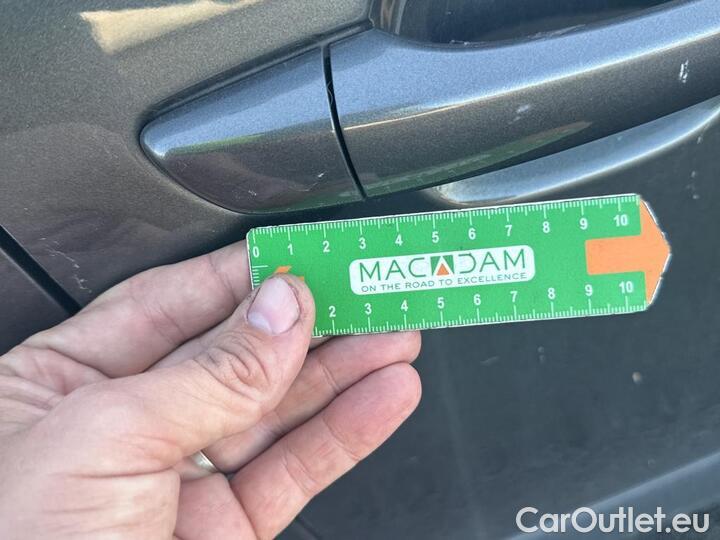 0 1 2 3 4 5 6 7 8 9 10
MACADAM
ON THE ROAD TO EXCELLENCE
2 3 4 5 6 7 8 9 10
CarOutlet.eu